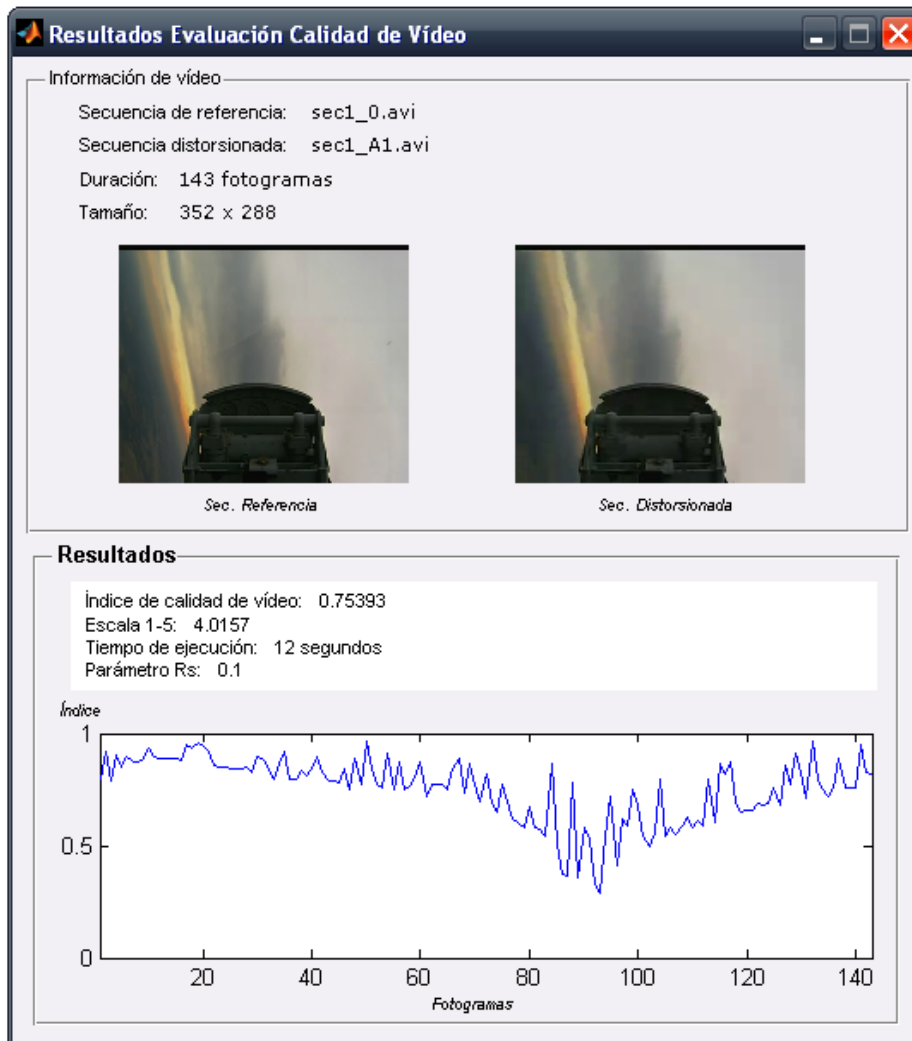 Resultados Evaluación Calidad de Vídeo
Información de vídeo
Secuencia de referencia: sec1_0.avi
Secuencia distorsionada: sec1_A1.avi
Duración: 143 fotogramas
Tamaño: 352 x 288
Sec. Referencia
Sec. Distorsionada
Resultados
Índice de calidad de vídeo: 0.75393
Escala 1-5: 4.0157
Tiempo de ejecución: 12 segundos
Parámetro Rs: 0.1
Índice
1
0.5
0
20 40 60 80 100 120 140
Fotogramas